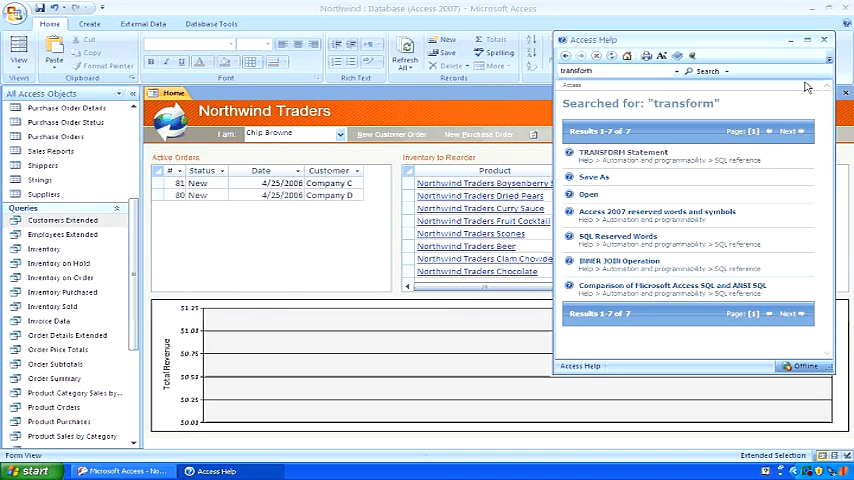 Northwind : Database (Access 2007) - Microsoft Access
Home Create External Data Database Tools
Views
View
Paste
Cut
Copy
Format Painter
Clipboard
B I U
Font
Rich Text
Refresh All
New
Save
Totals
Spelling
Access Help
transform
Search
Access
Searched for: "transform"
Results 1-7 of 7 Page: [1] Next
TRANSFORM Statement
Help > Automation and programmability > SQL reference
Save As
Open
Access 2007 reserved words and symbols
Help > Automation and programmability
SQL Reserved Words
Help > Automation and programmability > SQL reference
INNER JOIN Operation
Help > Automation and programmability > SQL reference
Comparison of Microsoft Access SQL and ANSI SQL
Help > Automation and programmability > SQL reference
Results 1-7 of 7 Page: [1] Next
Access Help Offline
All Access Objects
Purchase Order Details
Purchase Order Status
Purchase Orders
Sales Reports
Shippers
Strings
Suppliers
Queries
Customers Extended
Employees Extended
Inventory
Inventory on Hold
Inventory on Order
Inventory Purchased
Inventory Sold
Invoice Data
Order Details Extended
Order Price Totals
Order Subtotals
Order Summary
Product Category Sales by...
Product Orders
Product Purchases
Product Sales by Category
Home
Northwind Traders
I am: Chip Browne New Customer Order New Purchase Order
Active Orders
# Status Date Customer
81 New 4/25/2006 Company C
80 New 4/25/2006 Company D
Inventory to Reorder
Product
Northwind Traders Boysenberry S
Northwind Traders Dried Pears
Northwind Traders Curry Sauce
Northwind Traders Fruit Cocktail
Northwind Traders Scones
Northwind Traders Beer
Northwind Traders Clam Chowde
Northwind Traders Chocolate
Total Revenue
$1.25
$1.01
$0.75
$0.51
$0.25
$0.01
Form View Extended Selection
start Microsoft Access - No... Access Help